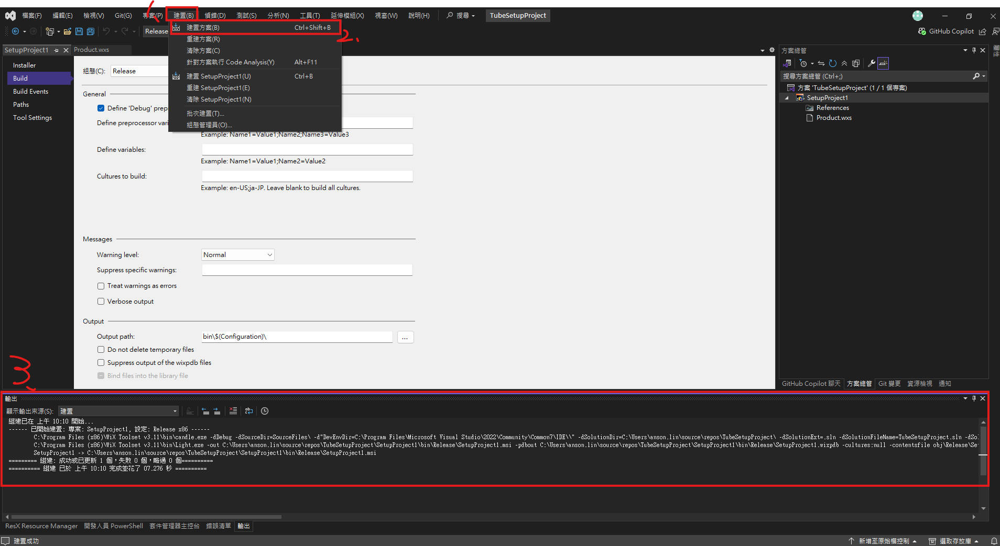 檔案(F) 編輯(E) 檢視(V) Git(G) 專案(P) 建置(B) 偵錯(D) 測試(S) 分析(N) 工具(T) 延伸模組(X) 視窗(W) 說明(H) 搜尋 TubeSetupProject
1
Release
GitHub Copilot
建置方案(B) Ctrl+Shift+B
2.
重建方案(R)
清除方案(C)
針對方案執行 Code Analysis(Y) Alt+F11
建置 SetupProject1(U) Ctrl+B
重建 SetupProject1(E)
清除 SetupProject1(N)
批次建置(T)...
組態管理員(O)...
SetupProject1 Product.wxs
Installer
Build
Build Events
Paths
Tool Settings
組態(C): Release
General
Define 'Debug' prep
Define preprocessor vari
Example: Name1=Value1;Name2;Name3=Value3
Define variables:
Example: Name1=Value1;Name2=Value2
Cultures to build:
Example: en-US;ja-JP. Leave blank to build all cultures.
Messages
Warning level: Normal
Suppress specific warnings:
Treat warnings as errors
Verbose output
Output
Output path: bin\$(Configuration)\ ...
Do not delete temporary files
Suppress output of the wixpdb files
Bind files into the library file
方案總管
搜尋方案總管 (Ctrl+;)
方案 'TubeSetupProject' (1 / 1 個專案)
SetupProject1
References
Product.wxs
GitHub Copilot 聊天 方案總管 Git 變更 資源檢視 通知
3.
輸出
顯示輸出來源(S): 建置
組建已在 上午 10:10 開始...
------ 已開始建置: 專案: SetupProject1, 設定: Release x86 ------
C:\Program Files (x86)\WiX Toolset v3.11\bin\candle.exe -dDebug -dSourceDir=SourceFiles\ -d"DevEnvDir=C:\Program Files\Microsoft Visual Studio\2022\Community\Common7\IDE\\" -dSolutionDir=C:\Users\anson.lin\source\repos\TubeSetupProject\ -dSolutionExt=.sln -dSolutionFileName=TubeSetupProject.sln -dSo
C:\Program Files (x86)\WiX Toolset v3.11\bin\Light.exe -out C:\Users\anson.lin\source\repos\TubeSetupProject\SetupProject1\bin\Release\SetupProject1.msi -pdbout C:\Users\anson.lin\source\repos\TubeSetupProject\SetupProject1\bin\Release\SetupProject1.wixpdb -cultures:null -contentsfile obj\Release\Se
SetupProject1 -> C:\Users\anson.lin\source\repos\TubeSetupProject\SetupProject1\bin\Release\SetupProject1.msi
========= 組建: 成功或已更新 1 個，失敗 0 個，略過 0 個==========
========== 組建 已於 上午 10:10 完成並花了 07.276 秒 ==========
ResX Resource Manager 開發人員 PowerShell 套件管理器主控台 錯誤清單 輸出
建置成功 新增至原始檔控制 選取存放庫